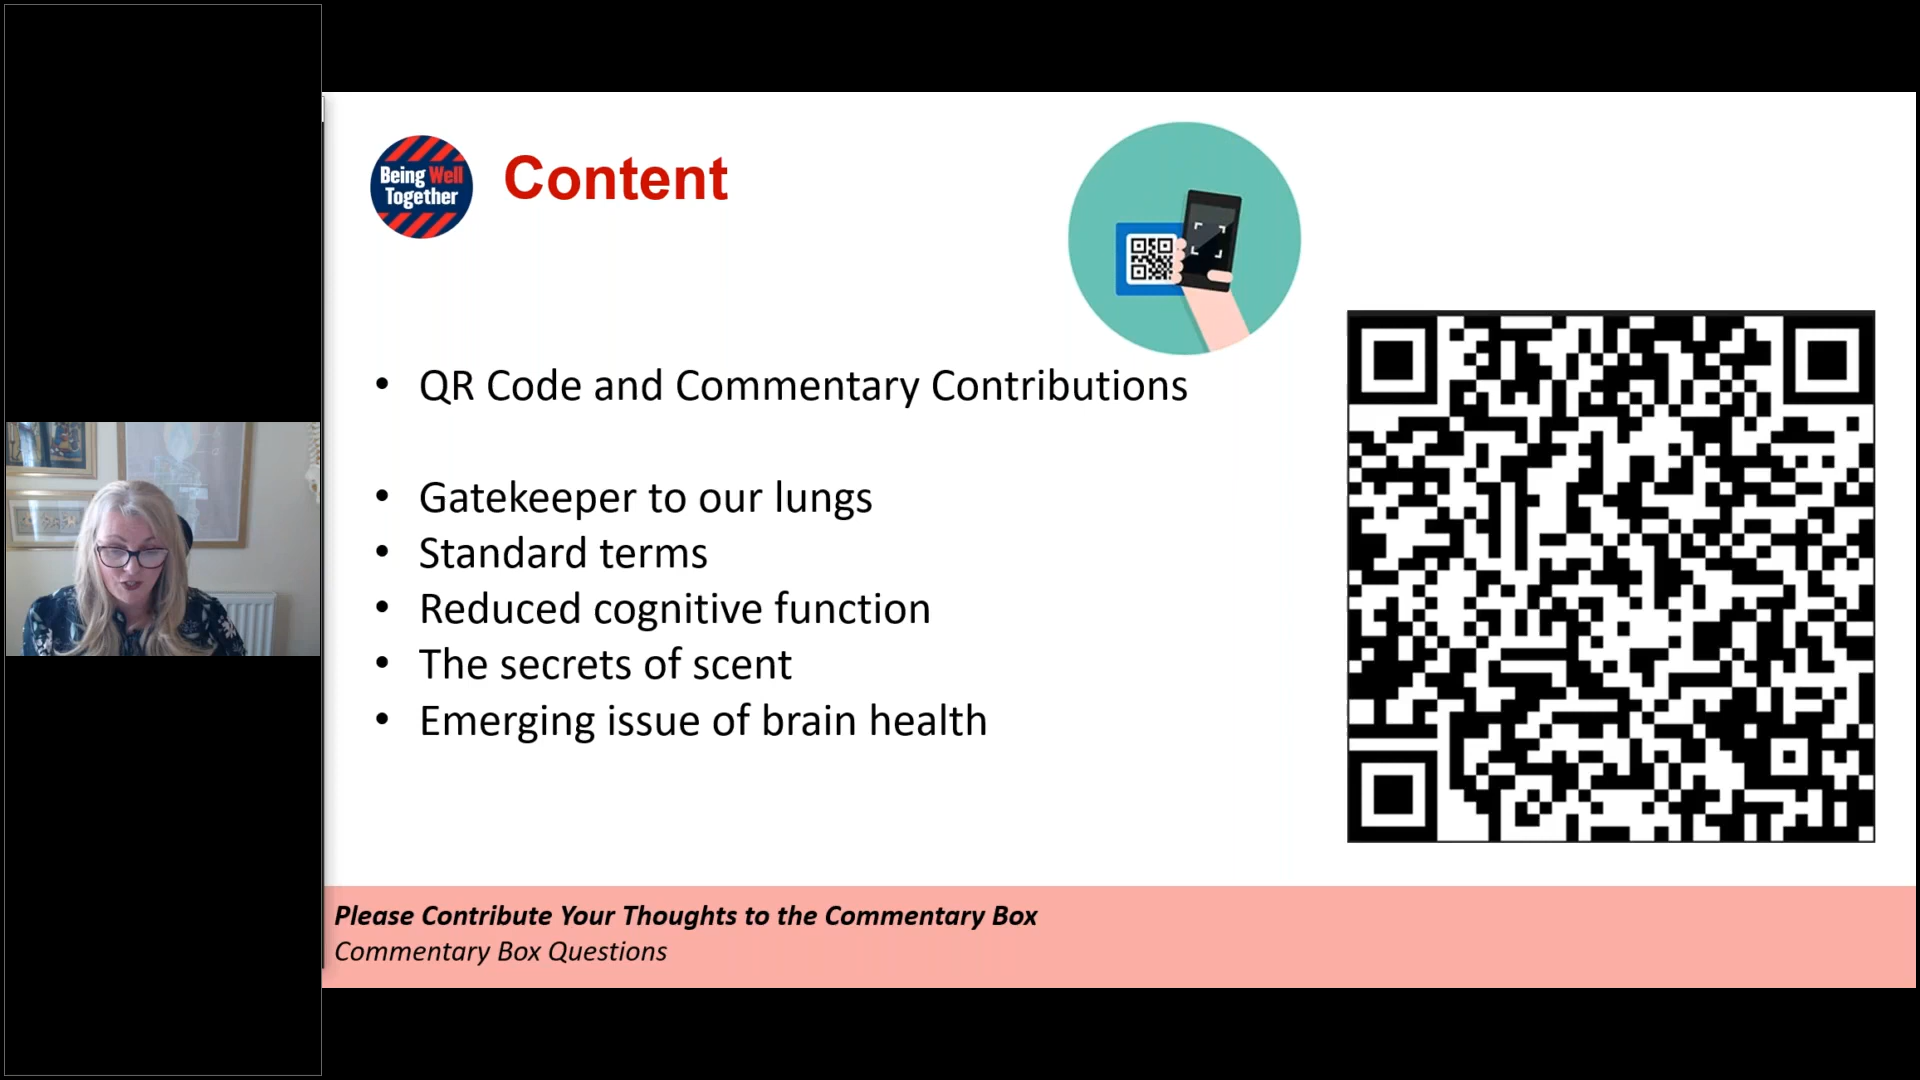 Being Well
Together
Content
• QR Code and Commentary Contributions
• Gatekeeper to our lungs
• Standard terms
• Reduced cognitive function
• The secrets of scent
• Emerging issue of brain health
Please Contribute Your Thoughts to the Commentary Box
Commentary Box Questions